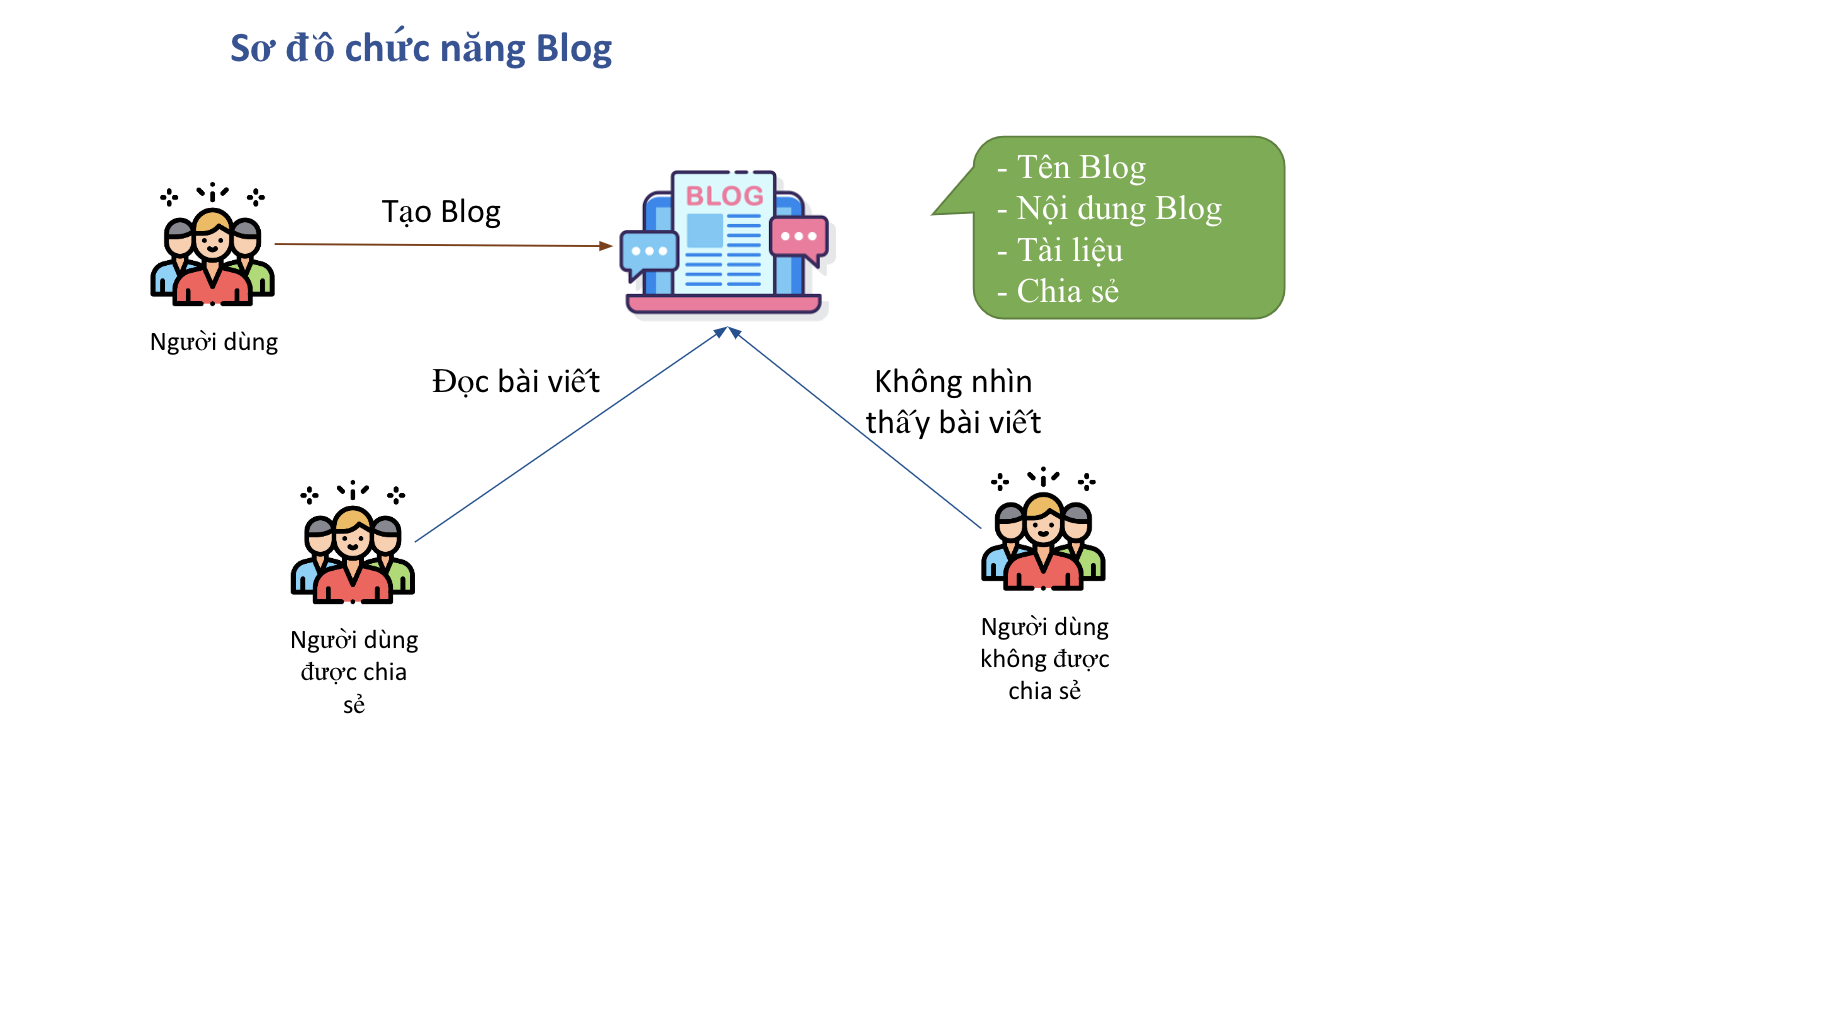 Sơ đồ chức năng Blog
Tạo Blog
BLOG
- Tên Blog
- Nội dung Blog
- Tài liệu
- Chia sẻ
Người dùng
Đọc bài viết
Không nhìn
thấy bài viết
Người dùng
được chia
sẻ
Người dùng
không được
chia sẻ